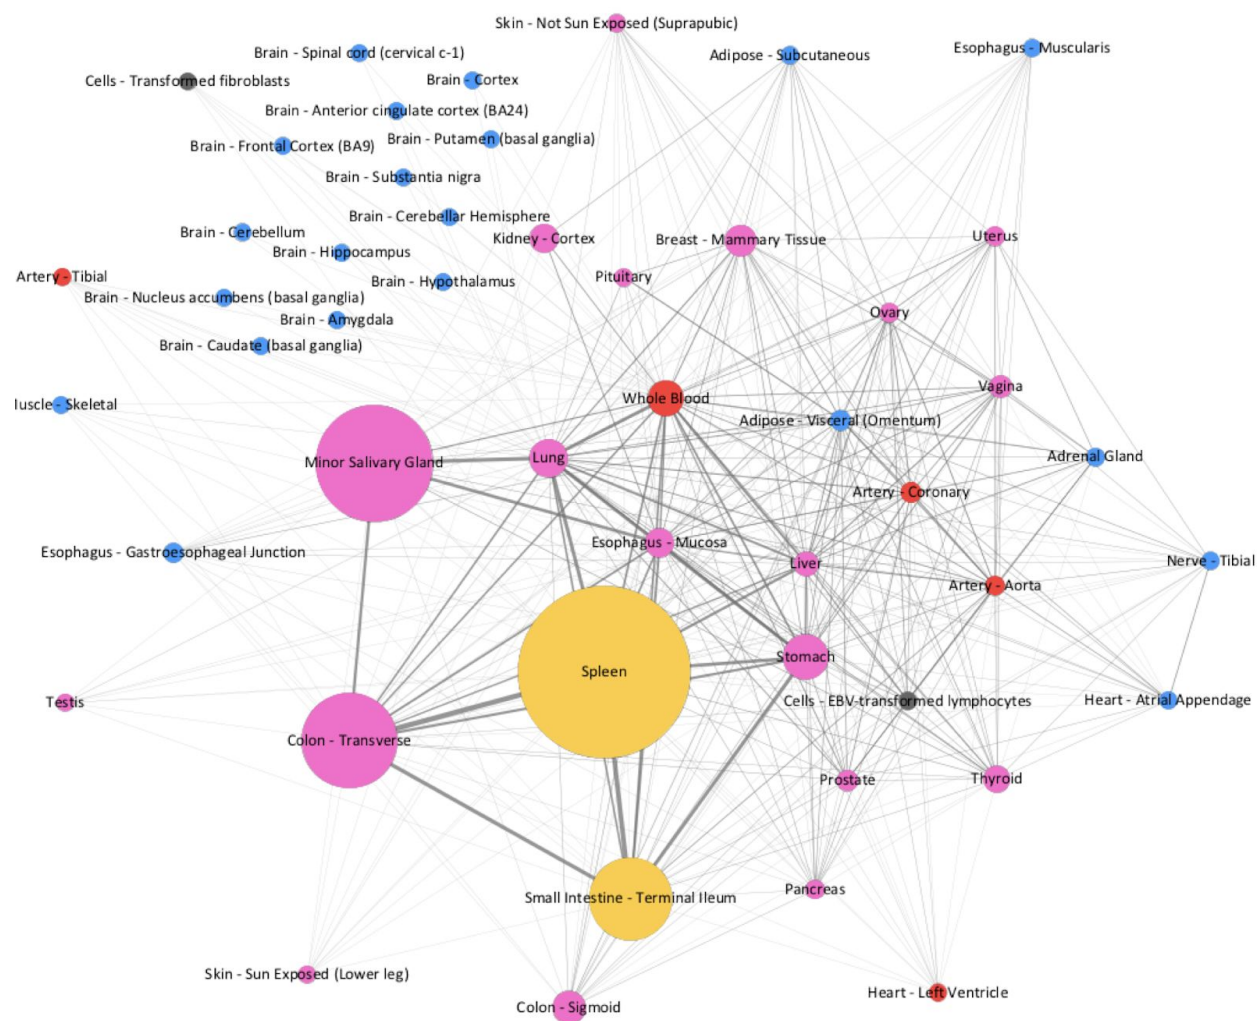 Skin - Not Sun Exposed (Suprapubic)
Esophagus - Muscularis
Brain - Spinal cord (cervical c-1)
Adipose - Subcutaneous
Cells - Transformed fibroblasts
Brain - Cortex
Brain - Anterior cingulate cortex (BA24)
Brain - Putamen (basal ganglia)
Brain - Frontal Cortex (BA9)
Brain - Substantia nigra
Brain - Cerebellar Hemisphere
Brain - Cerebellum
Kidney - Cortex
Breast - Mammary Tissue
Uterus
Brain - Hippocampus
Artery - Tibial
Pituitary
Brain - Hypothalamus
Brain - Nucleus accumbens (basal ganglia)
Ovary
Brain - Amygdala
Brain - Caudate (basal ganglia)
Vagina
Whole Blood
luscle - Skeletal
Adipose - Visceral (Omentum)
Lung
Adrenal Gland
Minor Salivary Gland
Artery - Coronary
Esophagus - Mucosa
Esophagus - Gastroesophageal Junction
Nerve - Tibial
Liver
Artery - Aorta
Stomach
Spleen
Heart - Atrial Appendage
Cells - EBV-transformed lymphocytes
Testis
Colon - Transverse
Thyroid
Prostate
Pancreas
Small Intestine - Terminal Ileum
Skin - Sun Exposed (Lower leg)
Heart - Left Ventricle
Colon - Sigmoid